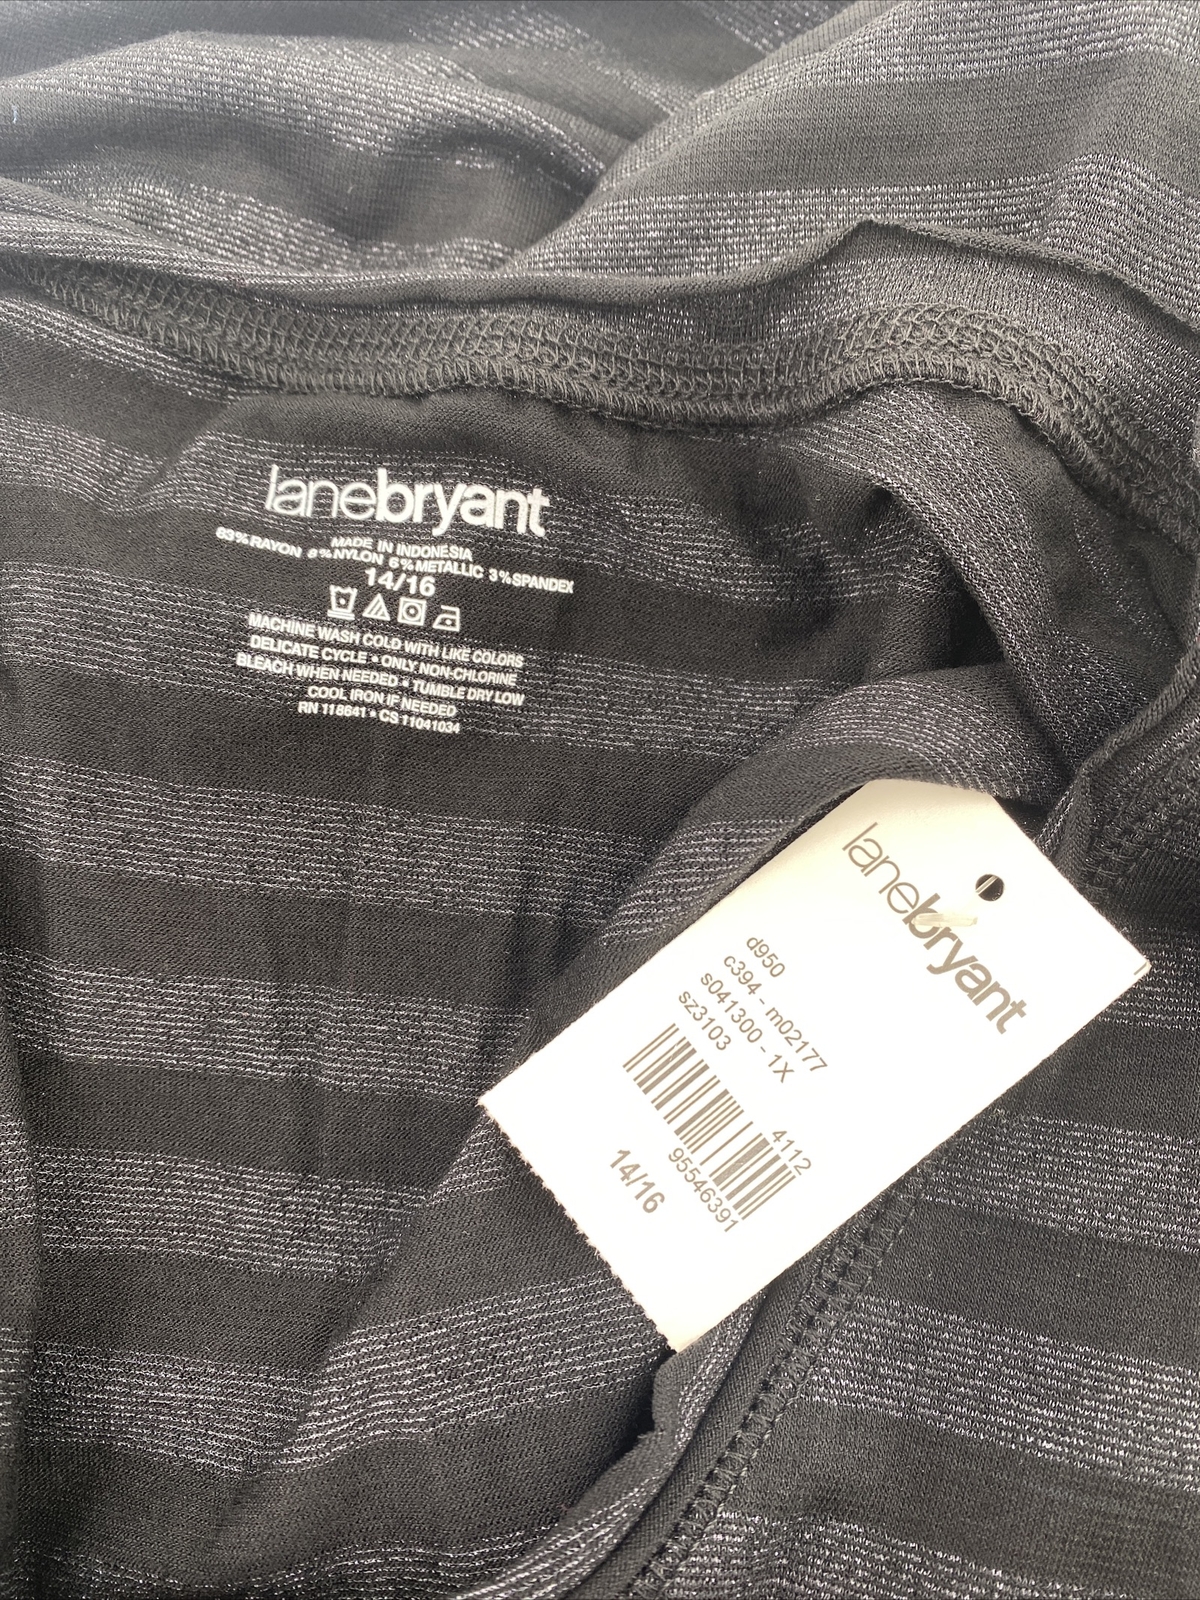 lanebryant
MADE IN INDONESIA
83%RAYON 8%NYLON 6%METALLIC 3%SPANDEX
14/16
MACHINE WASH COLD WITH LIKE COLORS
DELICATE CYCLE • ONLY NON-CHLORINE
BLEACH WHEN NEEDED • TUMBLE DRY LOW
COOL IRON IF NEEDED
RN 118641 • CS 11041034
lanebryant
d950
c394 - m02177
s041300 - 1X
sz3103
4112
95546391
14/16